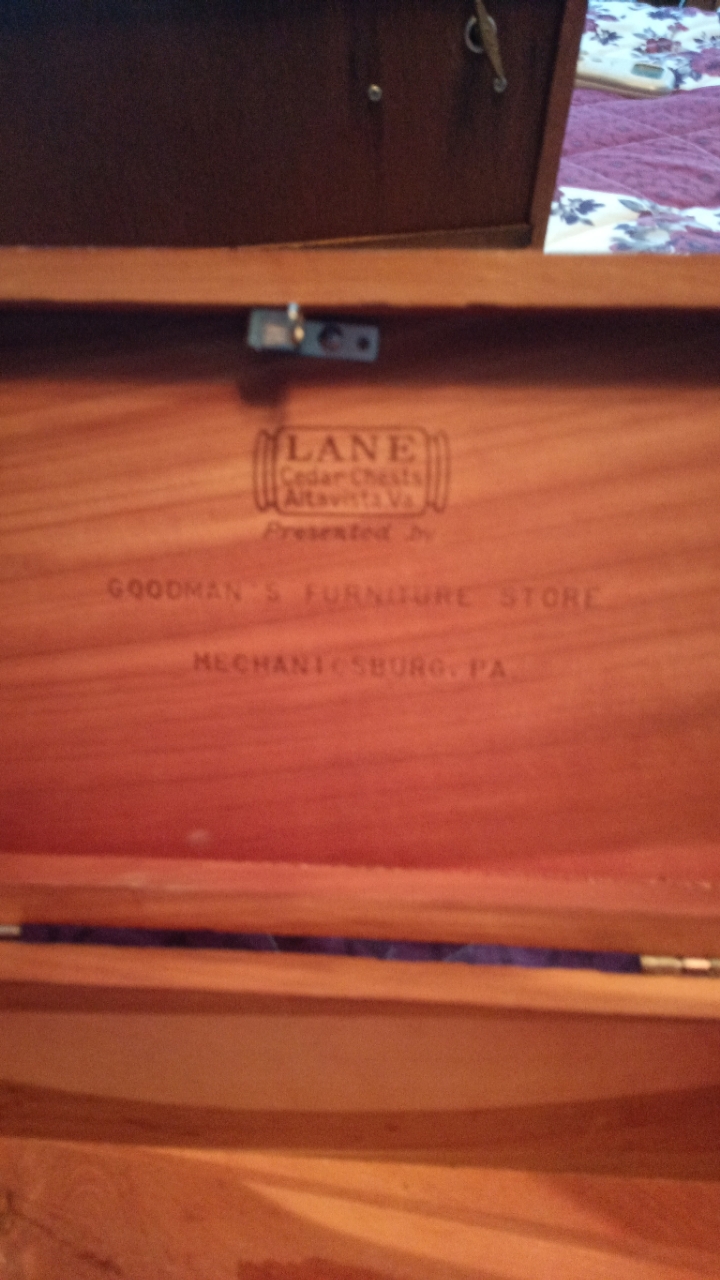 LANE
Cedar Chests
Altavista Va.
Presented by
GOODMAN'S FURNITURE STORE
MECHANICSBURG, PA.